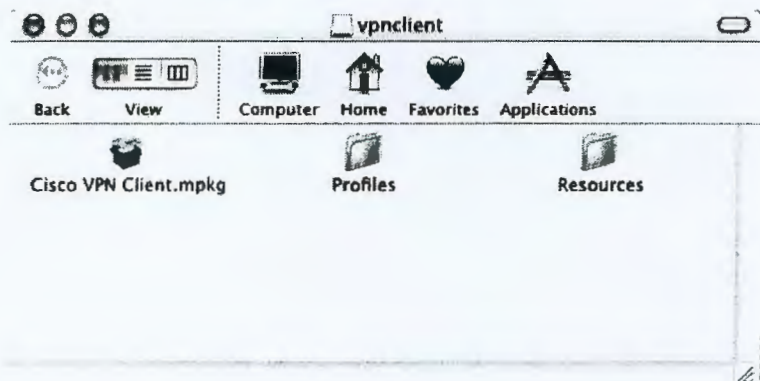 vpnclient
Back View Computer Home Favorites Applications
Cisco VPN Client.mpkg Profiles Resources